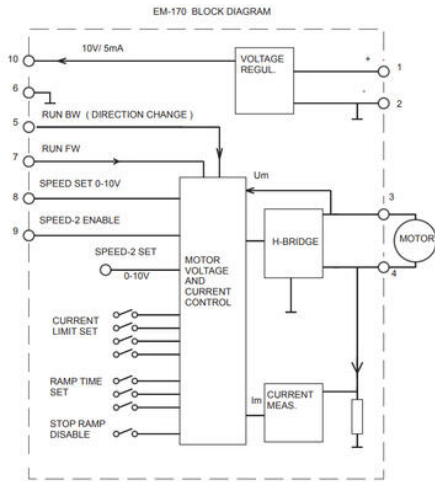 EM-170 BLOCK DIAGRAM
10
10V/ 5mA
VOLTAGE
REGUL.
+
1
6
-
2
5
RUN BW ( DIRECTION CHANGE )
7
RUN FW
8
SPEED SET 0-10V
Um
3
9
SPEED-2 ENABLE
MOTOR
H-BRIDGE
4
SPEED-2 SET
0-10V
MOTOR
VOLTAGE
AND
CURRENT
CONTROL
CURRENT
LIMIT SET
RAMP TIME
SET
Im
CURRENT
MEAS.
STOP RAMP
DISABLE